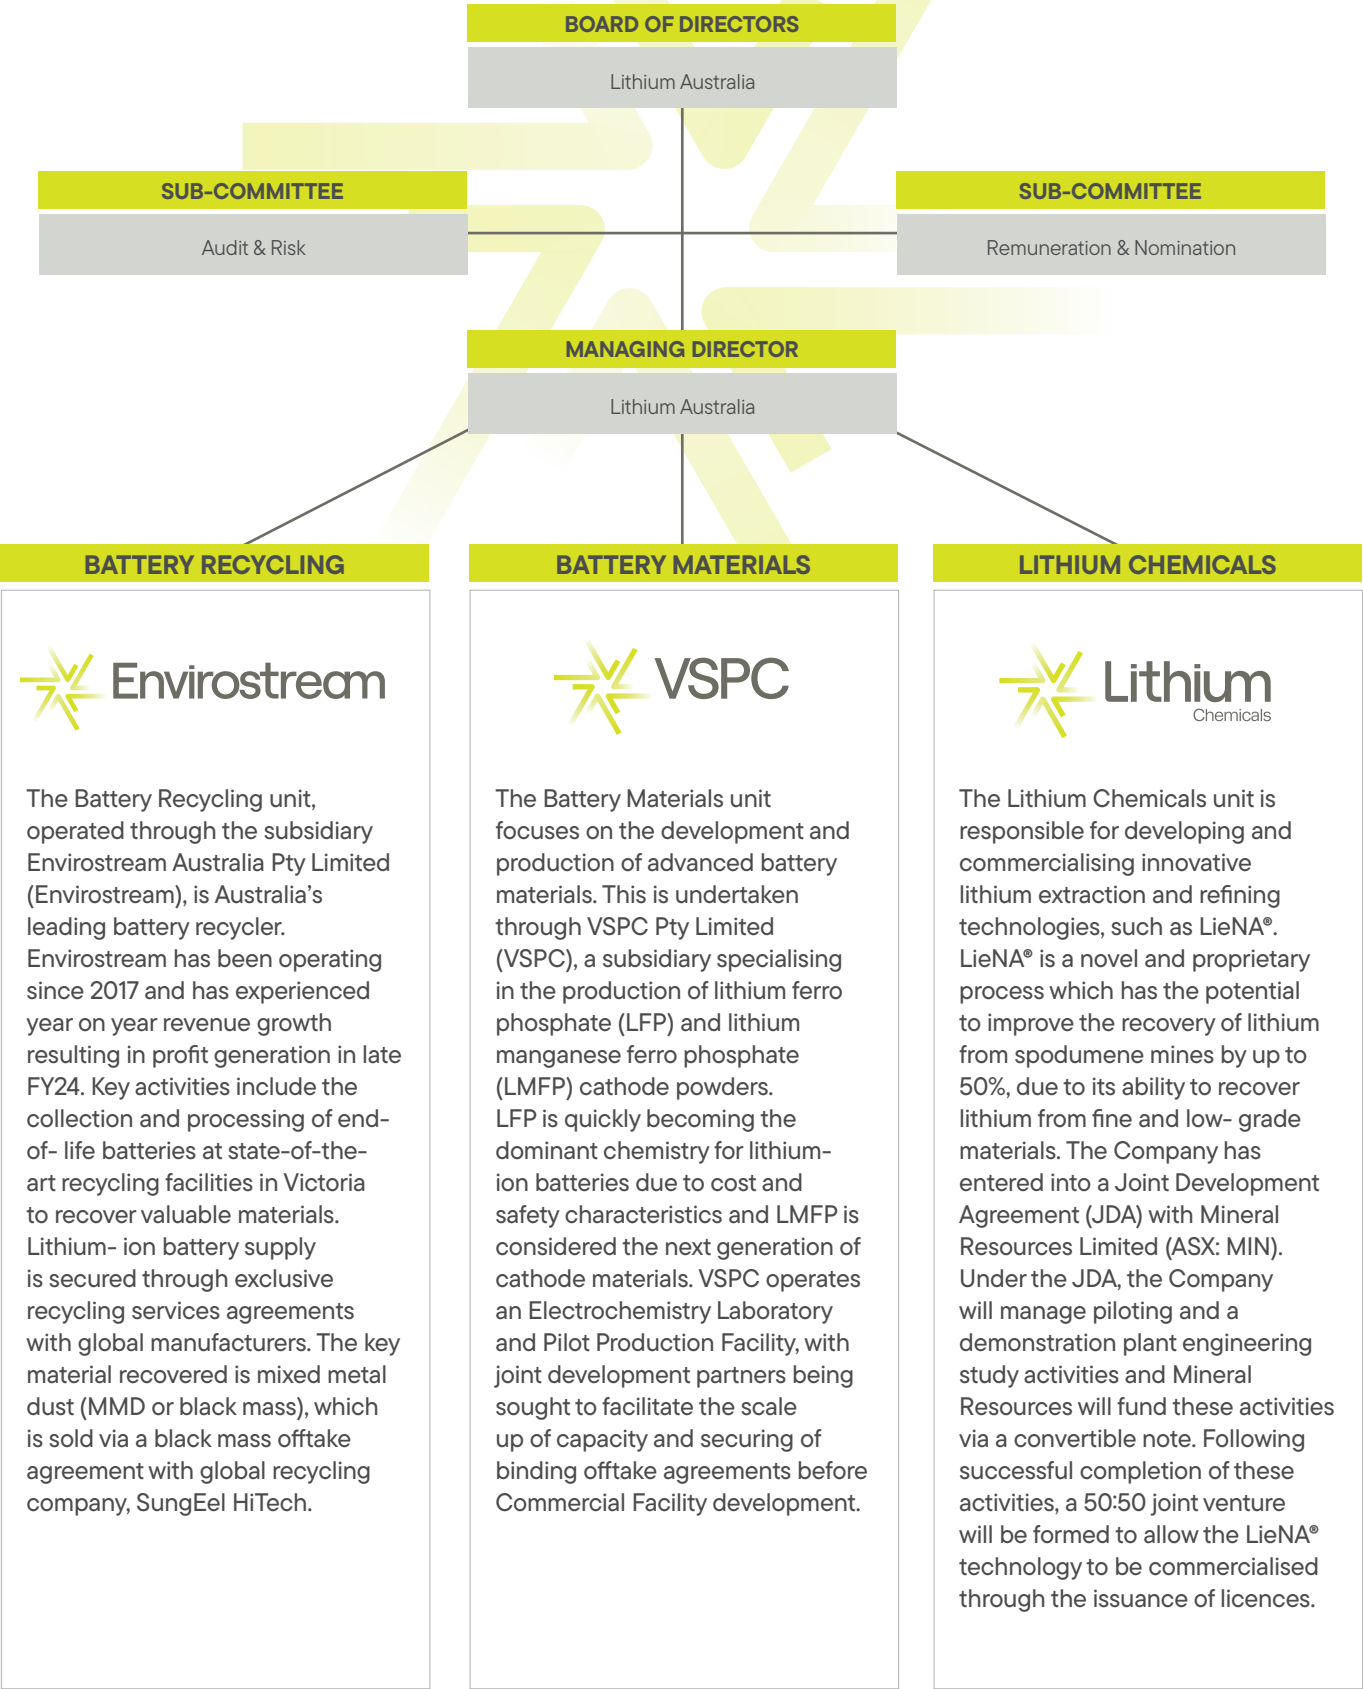 BOARD OF DIRECTORS
Lithium Australia
SUB-COMMITTEE
Audit & Risk
SUB-COMMITTEE
Remuneration & Nomination
MANAGING DIRECTOR
Lithium Australia
BATTERY RECYCLING
Envirostream
The Battery Recycling unit,
operated through the subsidiary
Envirostream Australia Pty Limited
(Envirostream), is Australia’s
leading battery recycler.
Envirostream has been operating
since 2017 and has experienced
year on year revenue growth
resulting in profit generation in late
FY24. Key activities include the
collection and processing of end-
of- life batteries at state-of-the-
art recycling facilities in Victoria
to recover valuable materials.
Lithium- ion battery supply
is secured through exclusive
recycling services agreements
with global manufacturers. The key
material recovered is mixed metal
dust (MMD or black mass), which
is sold via a black mass offtake
agreement with global recycling
company, SungEel HiTech.
BATTERY MATERIALS
VSPC
The Battery Materials unit
focuses on the development and
production of advanced battery
materials. This is undertaken
through VSPC Pty Limited
(VSPC), a subsidiary specialising
in the production of lithium ferro
phosphate (LFP) and lithium
manganese ferro phosphate
(LMFP) cathode powders.
LFP is quickly becoming the
dominant chemistry for lithium-
ion batteries due to cost and
safety characteristics and LMFP is
considered the next generation of
cathode materials. VSPC operates
an Electrochemistry Laboratory
and Pilot Production Facility, with
joint development partners being
sought to facilitate the scale
up of capacity and securing of
binding offtake agreements before
Commercial Facility development.
LITHIUM CHEMICALS
Lithium
Chemicals
The Lithium Chemicals unit is
responsible for developing and
commercialising innovative
lithium extraction and refining
technologies, such as LieNA®.
LieNA® is a novel and proprietary
process which has the potential
to improve the recovery of lithium
from spodumene mines by up to
50%, due to its ability to recover
lithium from fine and low- grade
materials. The Company has
entered into a Joint Development
Agreement (JDA) with Mineral
Resources Limited (ASX: MIN).
Under the JDA, the Company
will manage piloting and a
demonstration plant engineering
study activities and Mineral
Resources will fund these activities
via a convertible note. Following
successful completion of these
activities, a 50:50 joint venture
will be formed to allow the LieNA®
technology to be commercialised
through the issuance of licences.